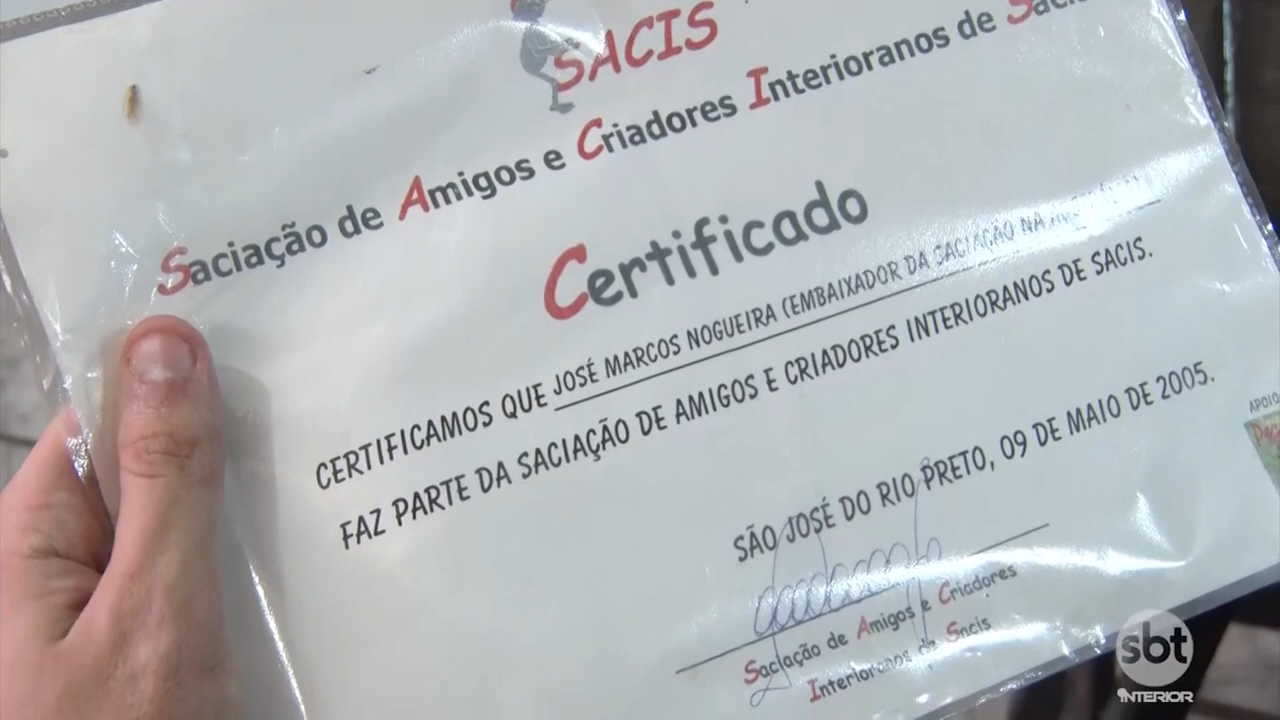 SACIS
Saciação de Amigos e Criadores Interioranos de Sacis
Certificado
CERTIFICAMOS QUE JOSÉ MARCOS NOGUEIRA (EMBAIXADOR DA SACIAÇÃO NA
FAZ PARTE DA SACIAÇÃO DE AMIGOS E CRIADORES INTERIORANOS DE SACIS.
SÃO JOSÉ DO RIO PRETO, 09 DE MAIO DE 2005.
Saciação de Amigos e Criadores
Interioranos de Sacis
APOIO
sbt
INTERIOR